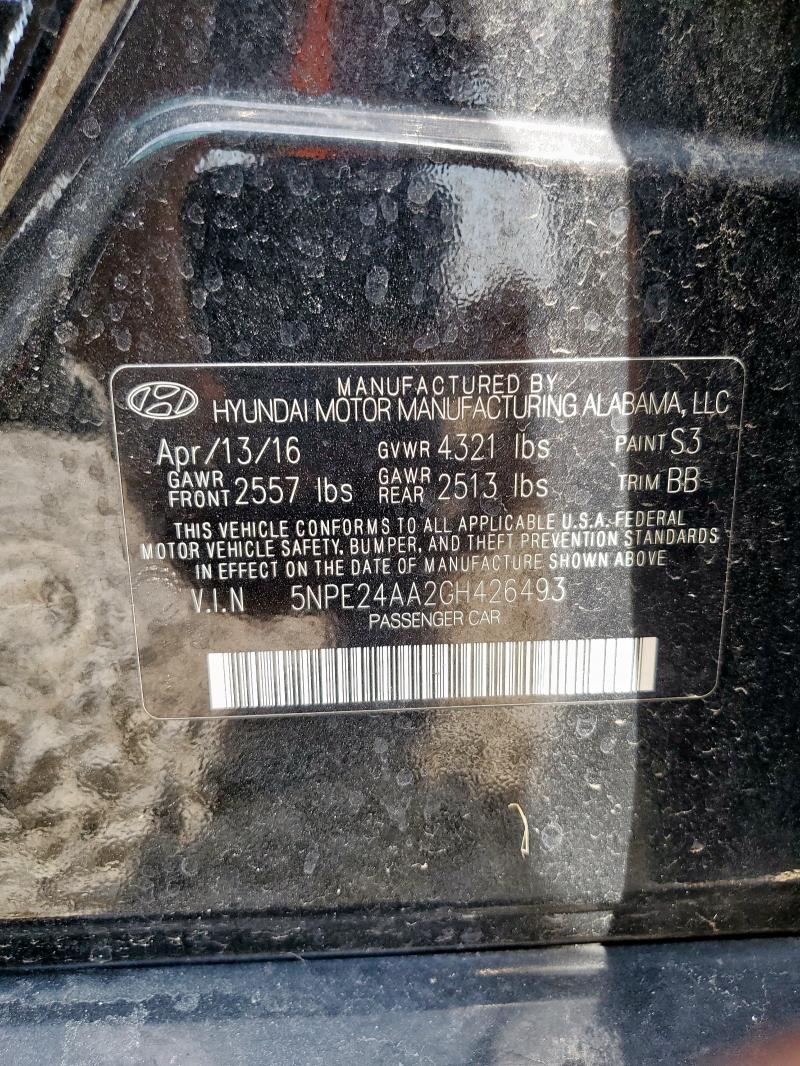 MANUFACTURED BY
HYUNDAI MOTOR MANUFACTURING ALABAMA, LLC
Apr/13/16 GVWR 4321 lbs PAINT S3
GAWR FRONT 2557 lbs GAWR REAR 2513 lbs TRIM BB
THIS VEHICLE CONFORMS TO ALL APPLICABLE U.S.A. FEDERAL
MOTOR VEHICLE SAFETY, BUMPER, AND THEFT PREVENTION STANDARDS
IN EFFECT ON THE DATE OF MANUFACTURE SHOWN ABOVE
V.I.N 5NPE24AA2GH426493
PASSENGER CAR